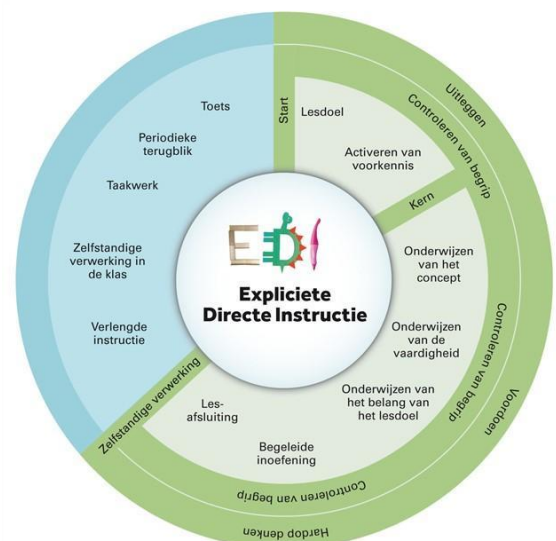 EDI
Expliciete
Directe Instructie
Start
Lesdoel
Activeren van
voorkennis
Kern
Onderwijzen
van het
concept
Onderwijzen
van de
vaardigheid
Onderwijzen van
het belang van
het lesdoel
Begeleide
inoefening
Les-
afsluiting
Zelfstandige verwerking
Verlengde
instructie
Zelfstandige
verwerking in
de klas
Taakwerk
Periodieke
terugblik
Toets
Controleren van begrip
Controleren van begrip
Controleren van begrip
Uitleggen
Voordoen
Hardop denken